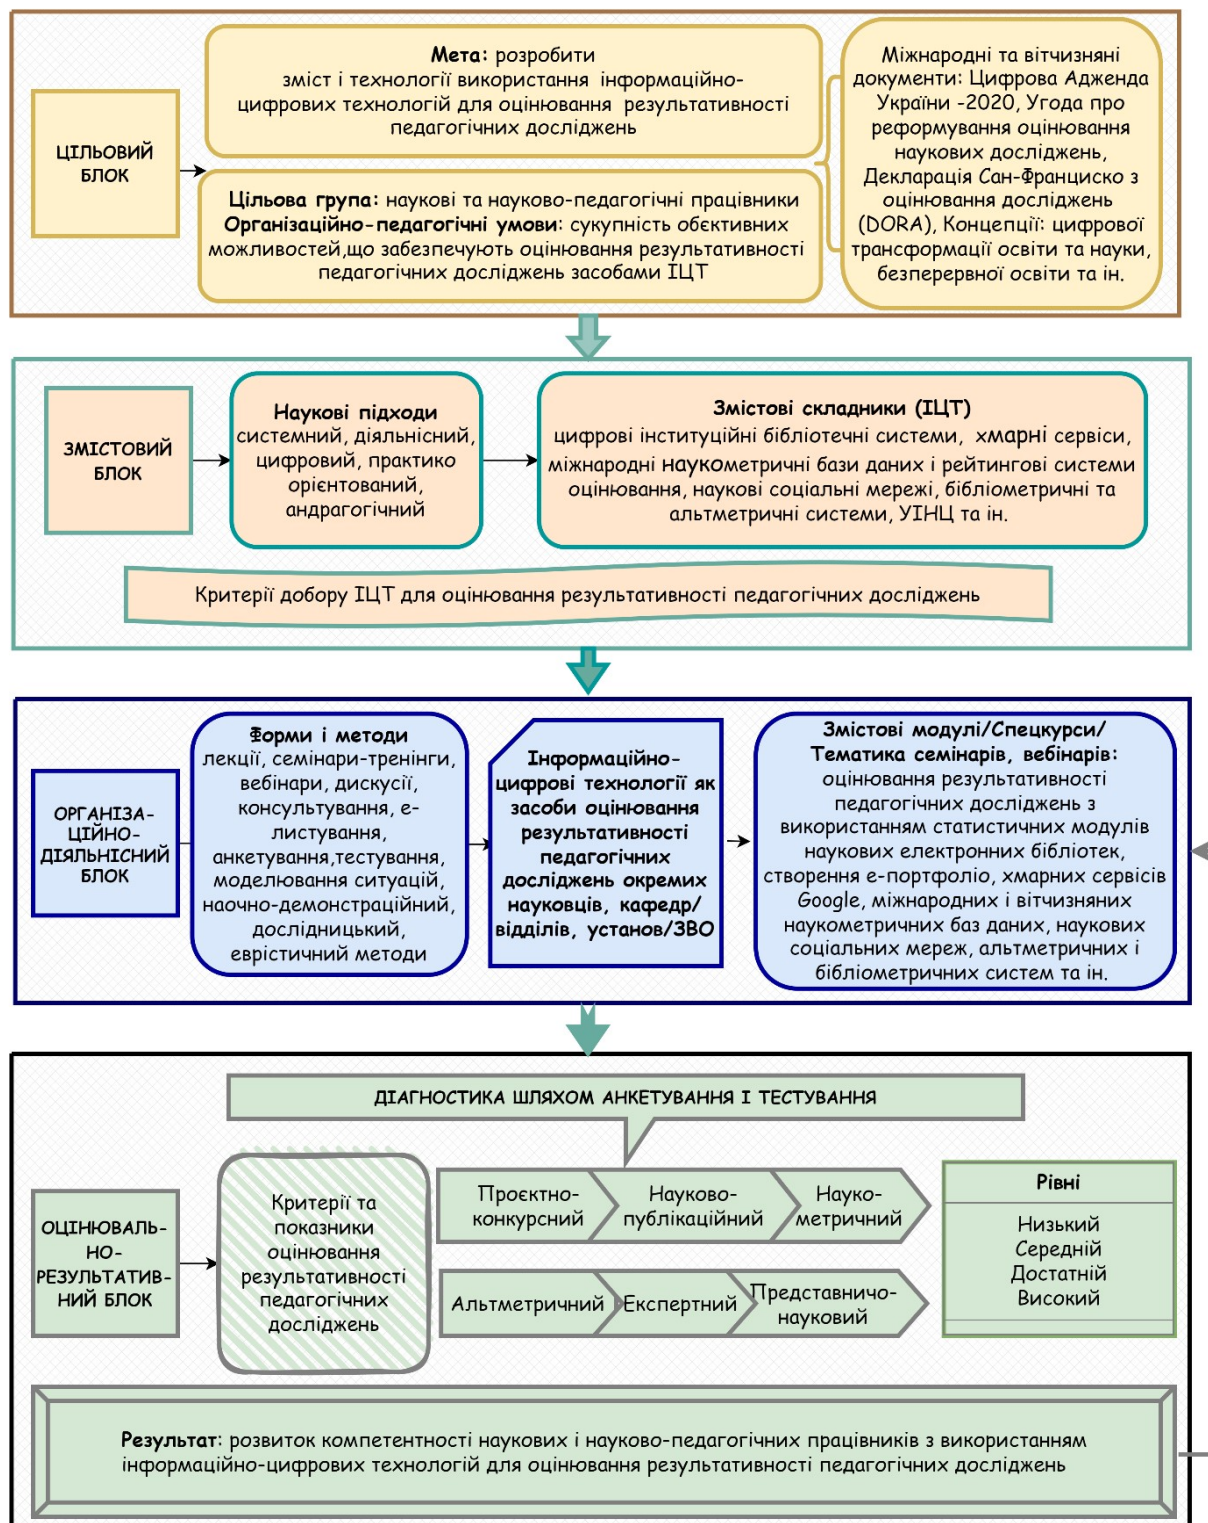 ЦІЛЬОВИЙ
БЛОК
Мета: розробити
зміст і технології використання інформаційно-
цифрових технологій для оцінювання результативності
педагогічних досліджень
Цільова група: наукові та науково-педагогічні працівники
Організаційно-педагогічні умови: сукупність обєктивних
можливостей,що забезпечують оцінювання результативності
педагогічних досліджень засобами ІЦТ
Міжнародні та вітчизняні
документи: Цифрова Адженда
України -2020, Угода про
реформування оцінювання
наукових досліджень,
Декларація Сан-Франциско з
оцінювання досліджень
(DORA), Концепції: цифрової
трансформації освіти та науки,
безперервної освіти та ін.
ЗМІСТОВИЙ
БЛОК
Наукові підходи
системний, діяльнісний,
цифровий, практико
орієнтований,
андрагогічний
Змістові складники (ІЦТ)
цифрові інституційні бібліотечні системи, хмарні сервіси,
міжнародні наукометричні бази даних і рейтингові системи
оцінювання, наукові соціальні мережі, бібліометричні та
альтметричні системи, УІНЦ та ін.
Критерії добору ІЦТ для оцінювання результативності педагогічних досліджень
ОРГАНІЗА-
ЦІЙНО-
ДІЯЛЬНІСНИЙ
БЛОК
Форми і методи
лекції, семінари-тренінги,
вебінари, дискусії,
консультування, е-
листування,
анкетування,тестування,
моделювання ситуацій,
наочно-демонстраційний,
дослідницький,
еврістичний методи
Інформаційно-
цифрові технології як
засоби оцінювання
результативності
педагогічних
досліджень окремих
науковців, кафедр/
відділів, установ/ЗВО
Змістові модулі/Спецкурси/
Тематика семінарів, вебінарів:
оцінювання результативності
педагогічних досліджень з
використанням статистичних модулів
наукових електронних бібліотек,
створення е-портфоліо, хмарних сервісів
Google, міжнародних і вітчизняних
наукометричних баз даних, наукових
соціальних мереж, альтметричних і
бібліометричних систем та ін.
ДІАГНОСТИКА ШЛЯХОМ АНКЕТУВАННЯ І ТЕСТУВАННЯ
ОЦІНЮВАЛЬ-
НО-
РЕЗУЛЬТАТИВ-
НИЙ БЛОК
Критерії та
показники
оцінювання
результативності
педагогічних
досліджень
Проєктно-
конкурсний
Науково-
публікаційний
Науко-
метричний
Альтметричний
Експертний
Представничо-
науковий
Рівні
Низький
Середній
Достатній
Високий
Результат: розвиток компетентності наукових і науково-педагогічних працівників з використанням
інформаційно-цифрових технологій для оцінювання результативності педагогічних досліджень